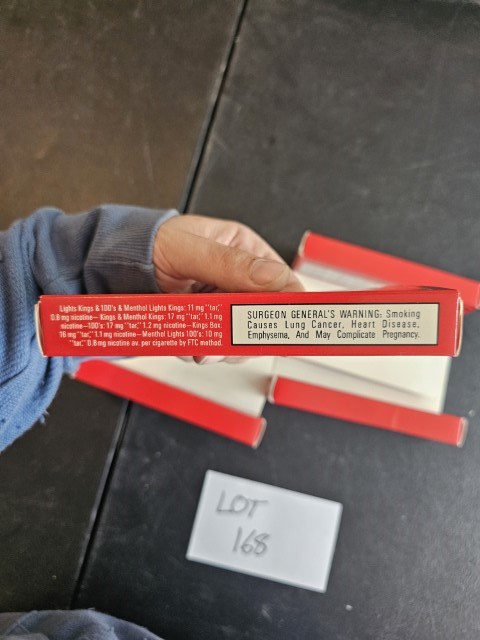 Lights Kings & 100's & Menthol Lights Kings: 11 mg "tar,"
0.8 mg nicotine—Kings & Menthol Kings: 17 mg "tar," 1.1 mg
nicotine—100's: 17 mg "tar," 1.2 mg nicotine—Kings Box:
16 mg "tar," 1.1 mg nicotine—Menthol Lights 100's: 10 mg
"tar," 0.8 mg nicotine av. per cigarette by FTC method.
SURGEON GENERAL'S WARNING: Smoking
Causes Lung Cancer, Heart Disease,
Emphysema, And May Complicate Pregnancy.
LOT
168